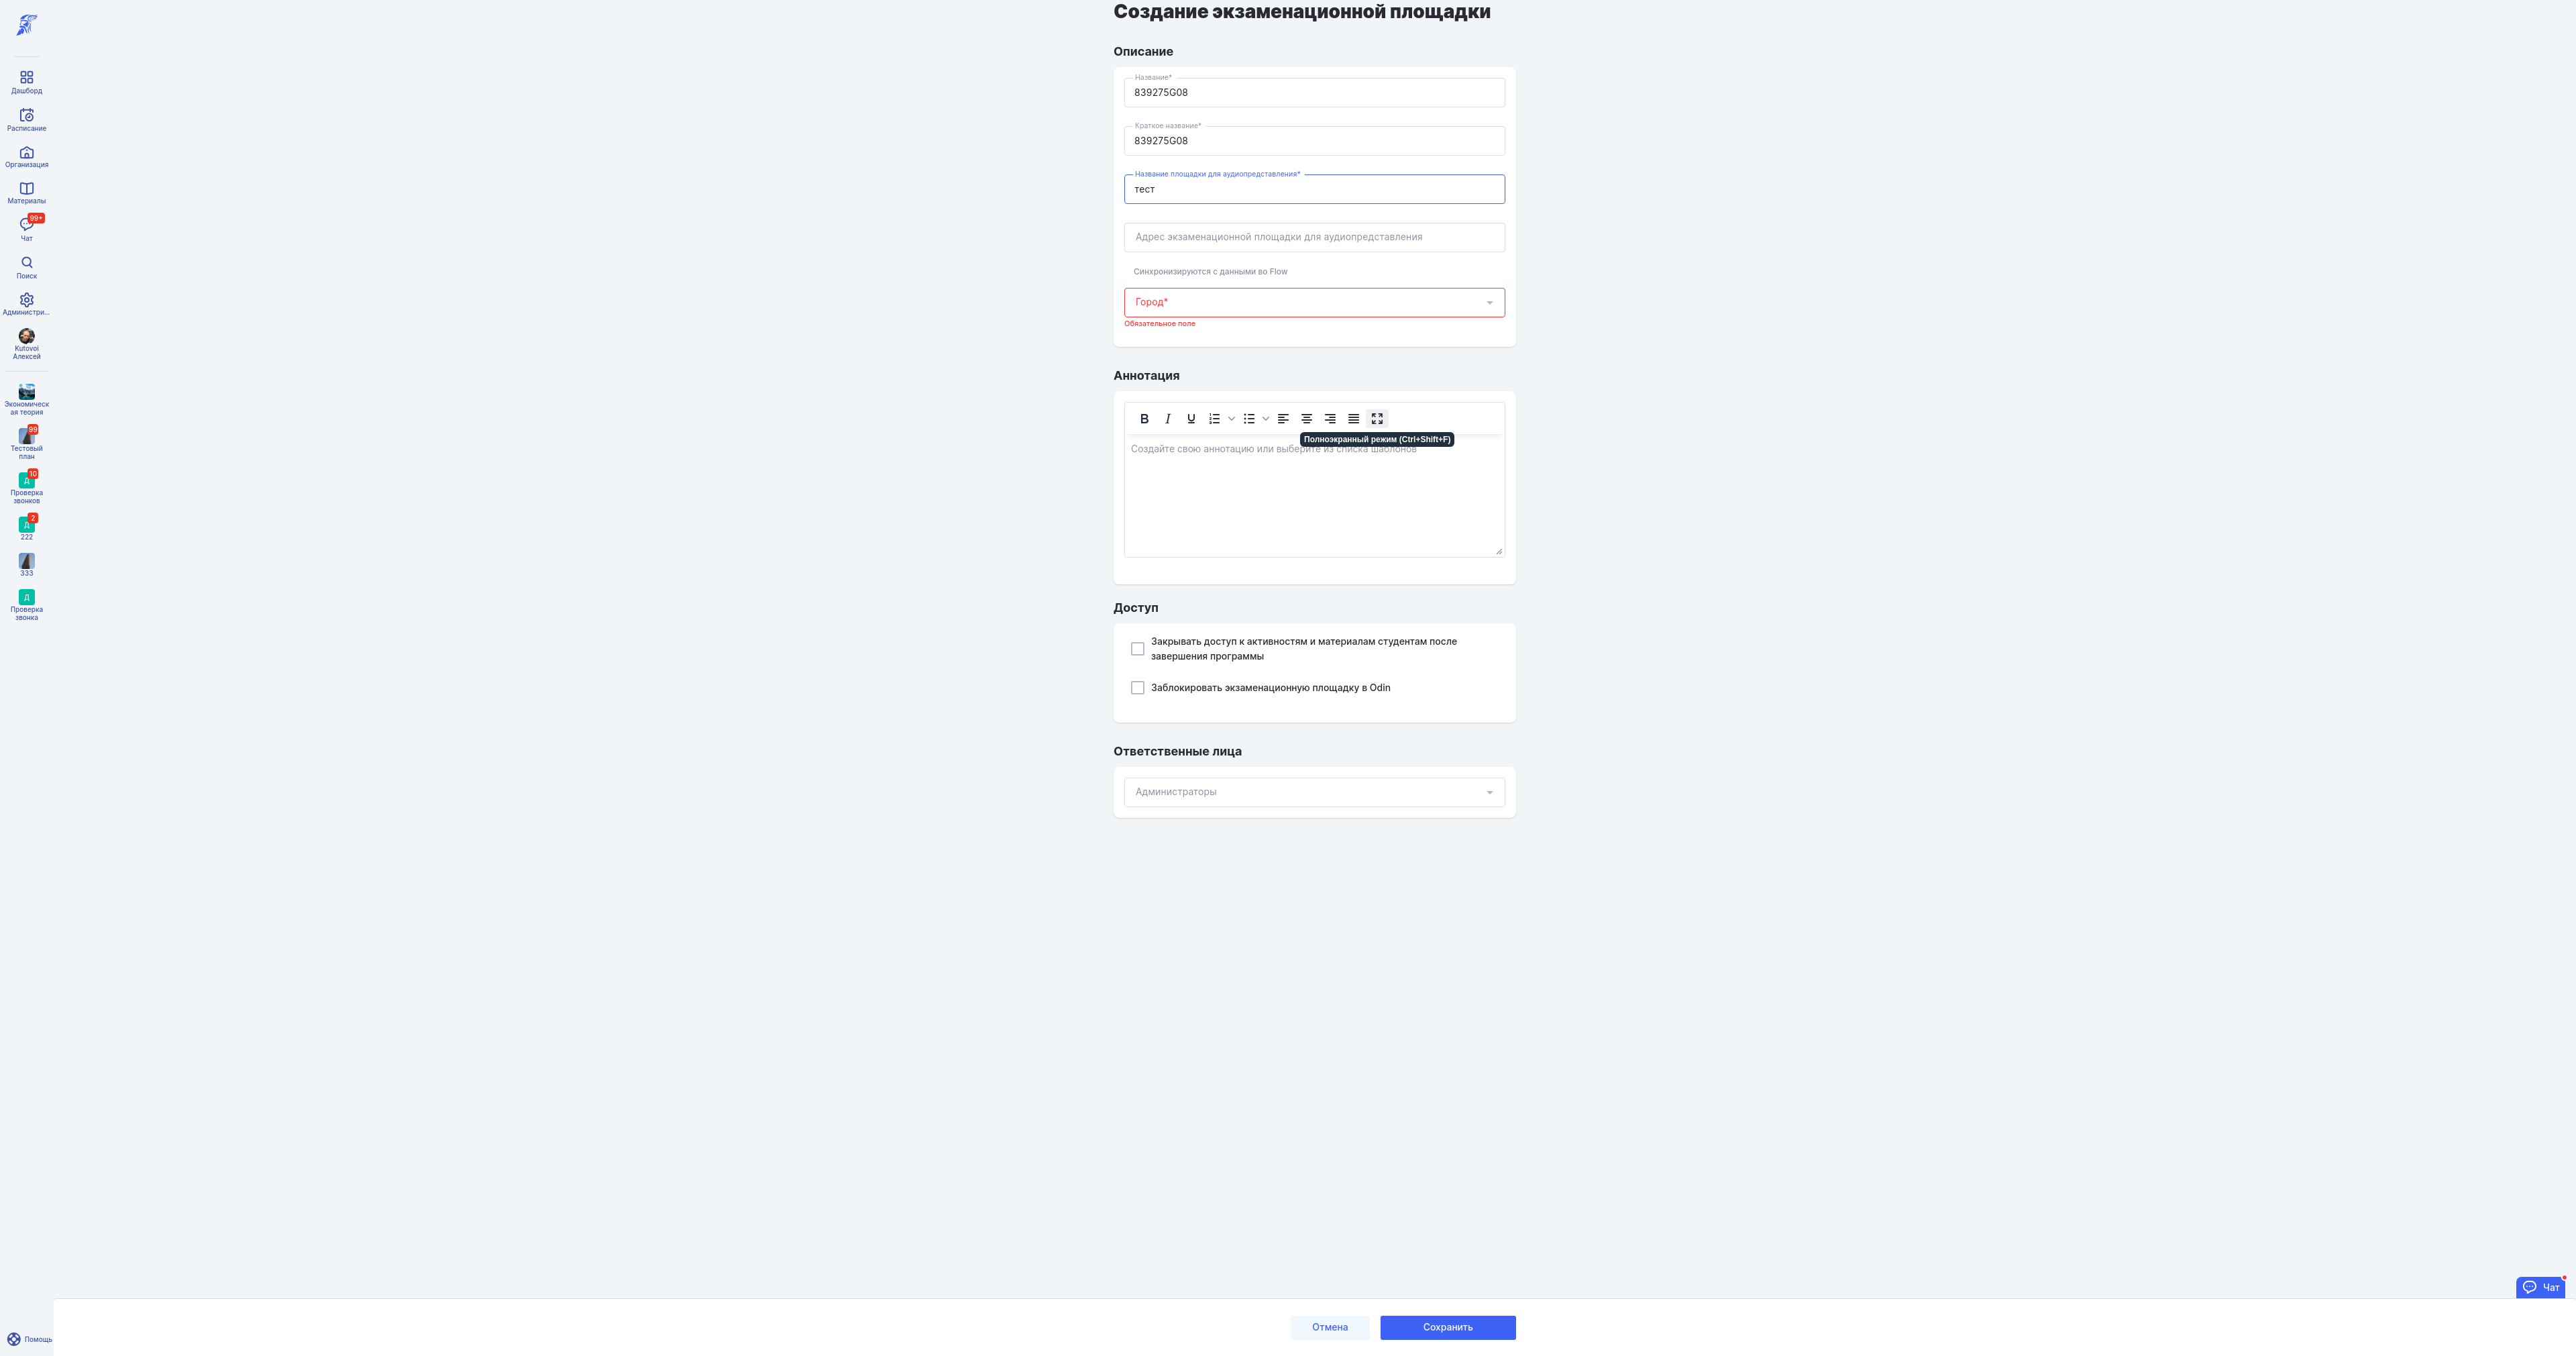 Дашборд
Расписание
Организация
Материалы
99+
Чат
Поиск
Администри...
Kutovoi
Алексей
Экономическ
ая теория
99
Тестовый
план
Д
10
Проверка
звонков
Д
2
222
333
Д
Проверка
звонка
Помощь
Создание экзаменационной площадки
Описание
Название*
839275G08
Краткое название*
839275G08
Название площадки для аудиопредставления*
тест
Адрес экзаменационной площадки для аудиопредставления
Синхронизируются с данными во Flow
Город*
Обязательное поле
Аннотация
Полноэкранный режим (Ctrl+Shift+F)
Создайте свою аннотацию или выберите из списка шаблонов
Доступ
Закрывать доступ к активностям и материалам студентам после
завершения программы
Заблокировать экзаменационную площадку в Odin
Ответственные лица
Администраторы
Чат
Отмена
Сохранить